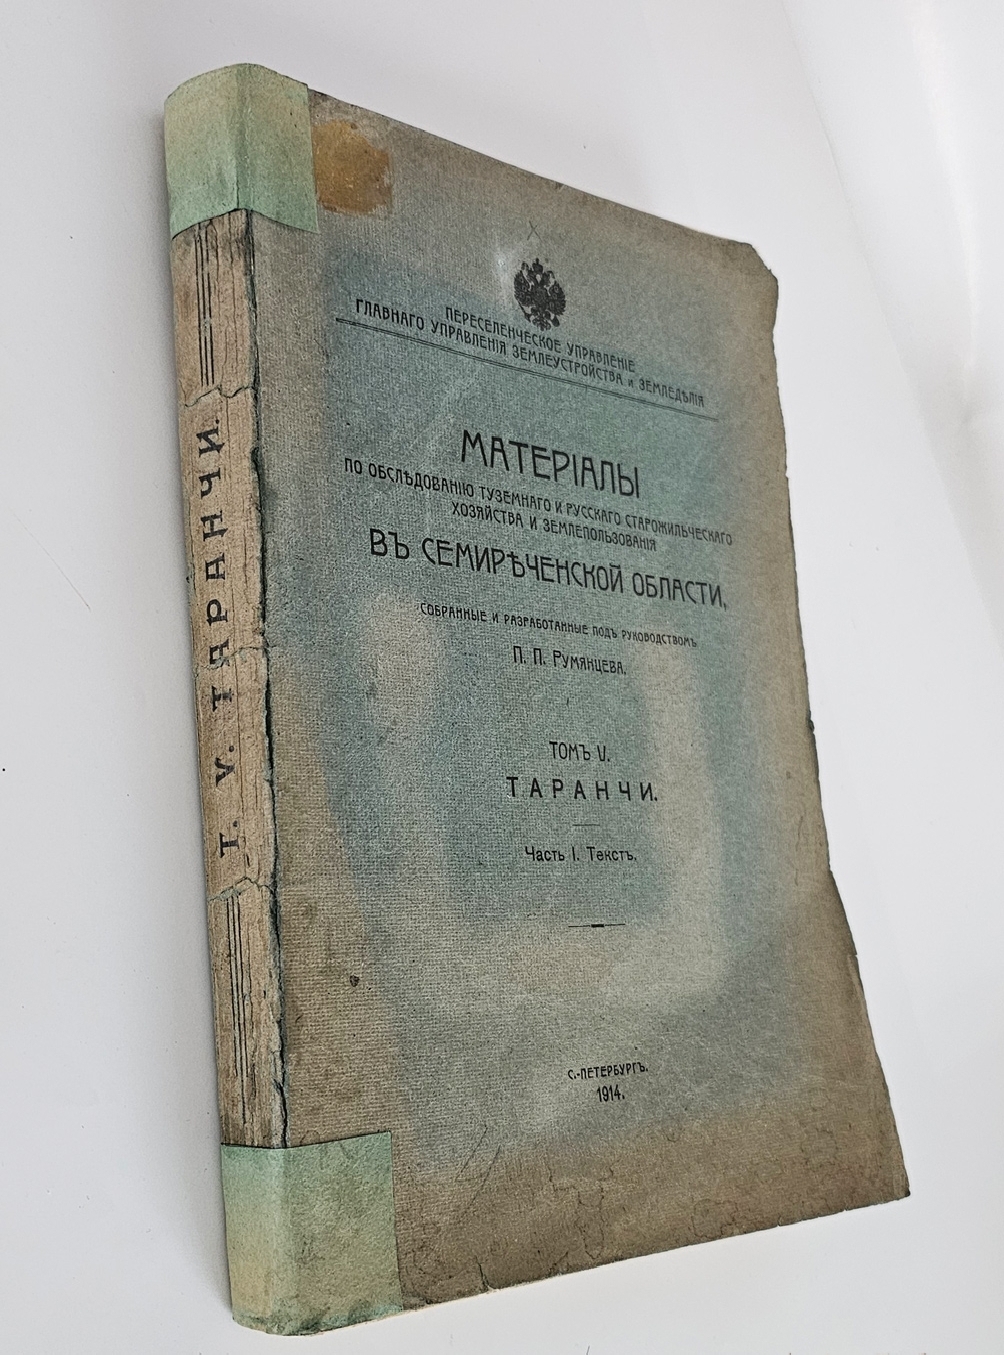 Т. V. ТАРАНЧИ.
ПЕРЕСЕЛЕНЧЕСКОЕ УПРАВЛЕНІЕ
ГЛАВНАГО УПРАВЛЕНІЯ ЗЕМЛЕУСТРОЙСТВА и ЗЕМЛЕДѢЛІЯ
МАТЕРІАЛЫ
ПО ОБСЛѢДОВАНІЮ ТУЗЕМНАГО И РУССКАГО СТАРОЖИЛЬЧЕСКАГО
ХОЗЯЙСТВА И ЗЕМЛЕПОЛЬЗОВАНІЯ
ВЪ СЕМИРѢЧЕНСКОЙ ОБЛАСТИ,
СОБРАННЫЕ И РАЗРАБОТАННЫЕ ПОДЪ РУКОВОДСТВОМЪ
П. П. РУМЯНЦЕВА.
ТОМЪ V.
ТАРАНЧИ.
Часть I. Текстъ.
С.-ПЕТЕРБУРГЪ.
1914.